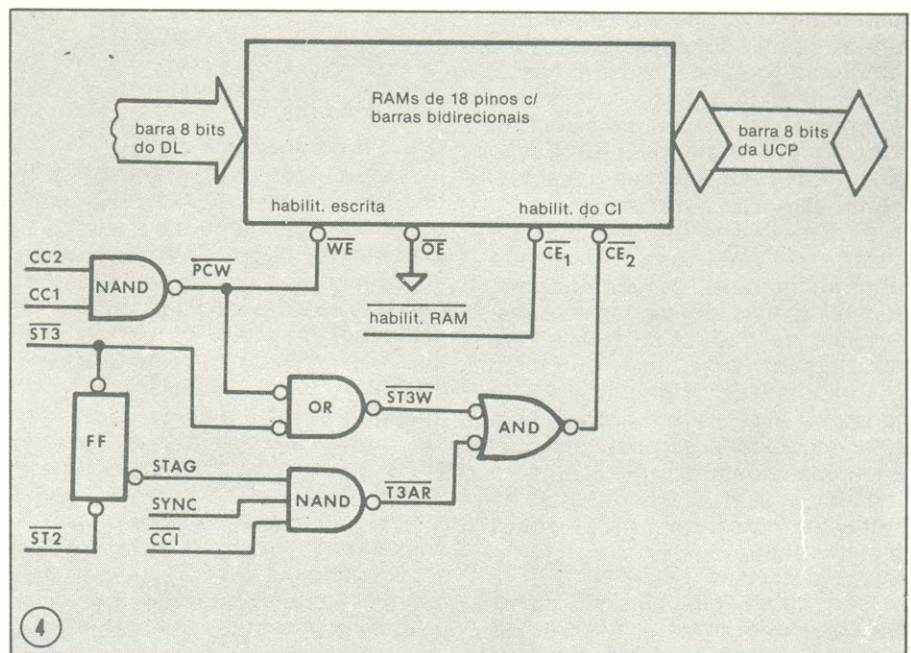 RAMs de 18 pinos c/
barras bidirecionais
barra 8 bits
do DL
barra 8 bits
da UCP
habilit. escrita
habilit. do CI
WE
OE
CE1
CE2
CC2
CC1
NAND
PCW
habilit. RAM
ST3
OR
ST3W
AND
FF
STAG
SYNC
NAND
T3AR
ST2
CCI
4